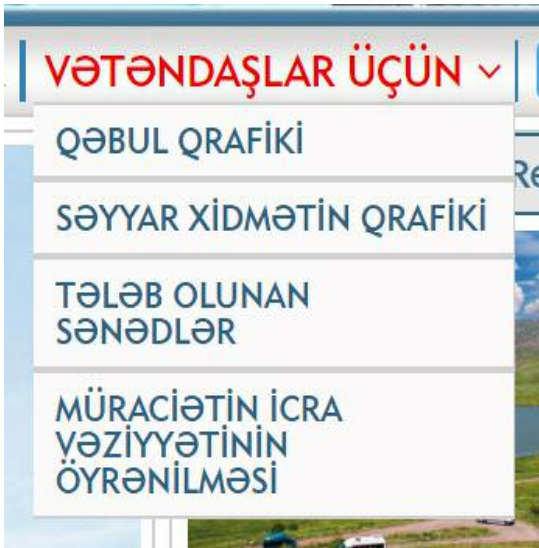 VƏTƏNDAŞLAR ÜÇÜN
QƏBUL QRAFİKİ
SƏYYAR XİDMƏTİN QRAFİKİ
TƏLƏB OLUNAN
SƏNƏDLƏR
MÜRACİƏTİN İCRA
VƏZİYYƏTİNİN
ÖYRƏNİLMƏSİ